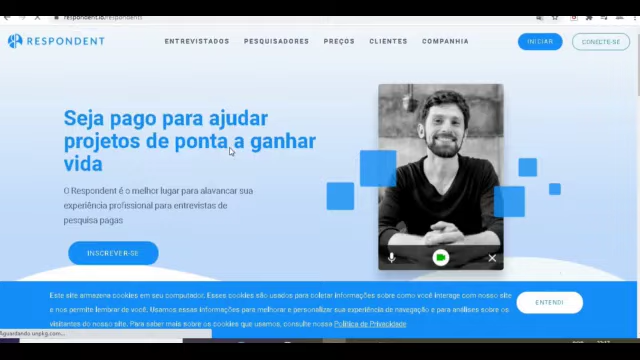 respondent.io/respondents
RESPONDENT
ENTREVISTADOS PESQUISADORES PREÇOS CLIENTES COMPANHIA
INICIAR CONECTE-SE
Seja pago para ajudar
projetos de ponta a ganhar
vida
O Respondent é o melhor lugar para alavancar sua
experiência profissional para entrevistas de
pesquisa pagas
INSCREVER-SE
Este site armazena cookies em seu computador. Esses cookies são usados para coletar informações sobre como você interage com nosso site
e nos permite lembrar de você. Usamos essas informações para melhorar e personalizar sua experiência de navegação e para análises sobre os
visitantes do nosso site. Para saber mais sobre os cookies que usamos, consulte nossa Política de Privacidade
ENTENDI
Aguardando unpkg.com...